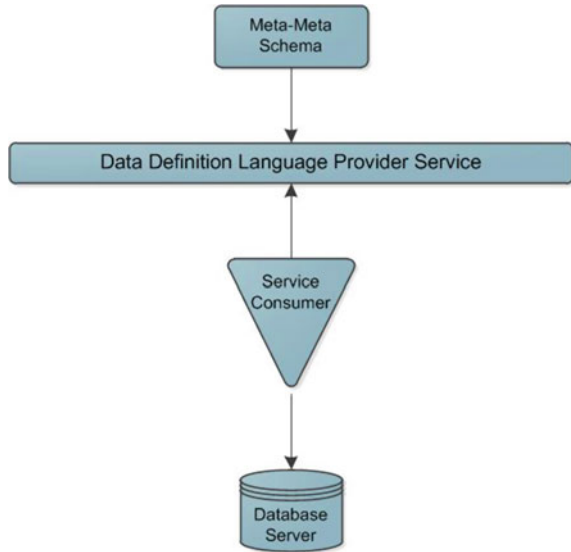 Meta-Meta
Schema
Data Definition Language Provider Service
Service
Consumer
Database
Server